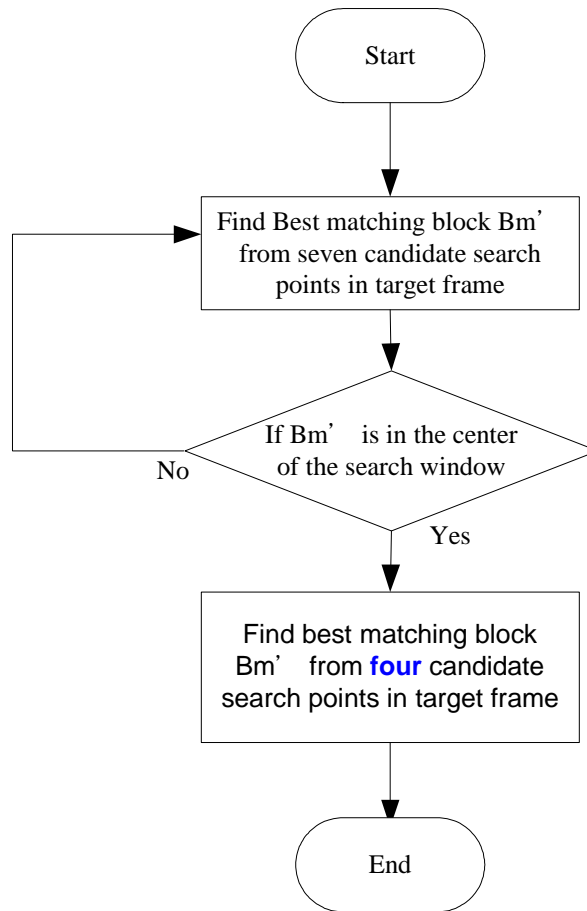 Start
Find Best matching block Bm’
from seven candidate search
points in target frame
If Bm’ is in the center
of the search window
No
Yes
Find best matching block
Bm’ from four candidate
search points in target frame
End